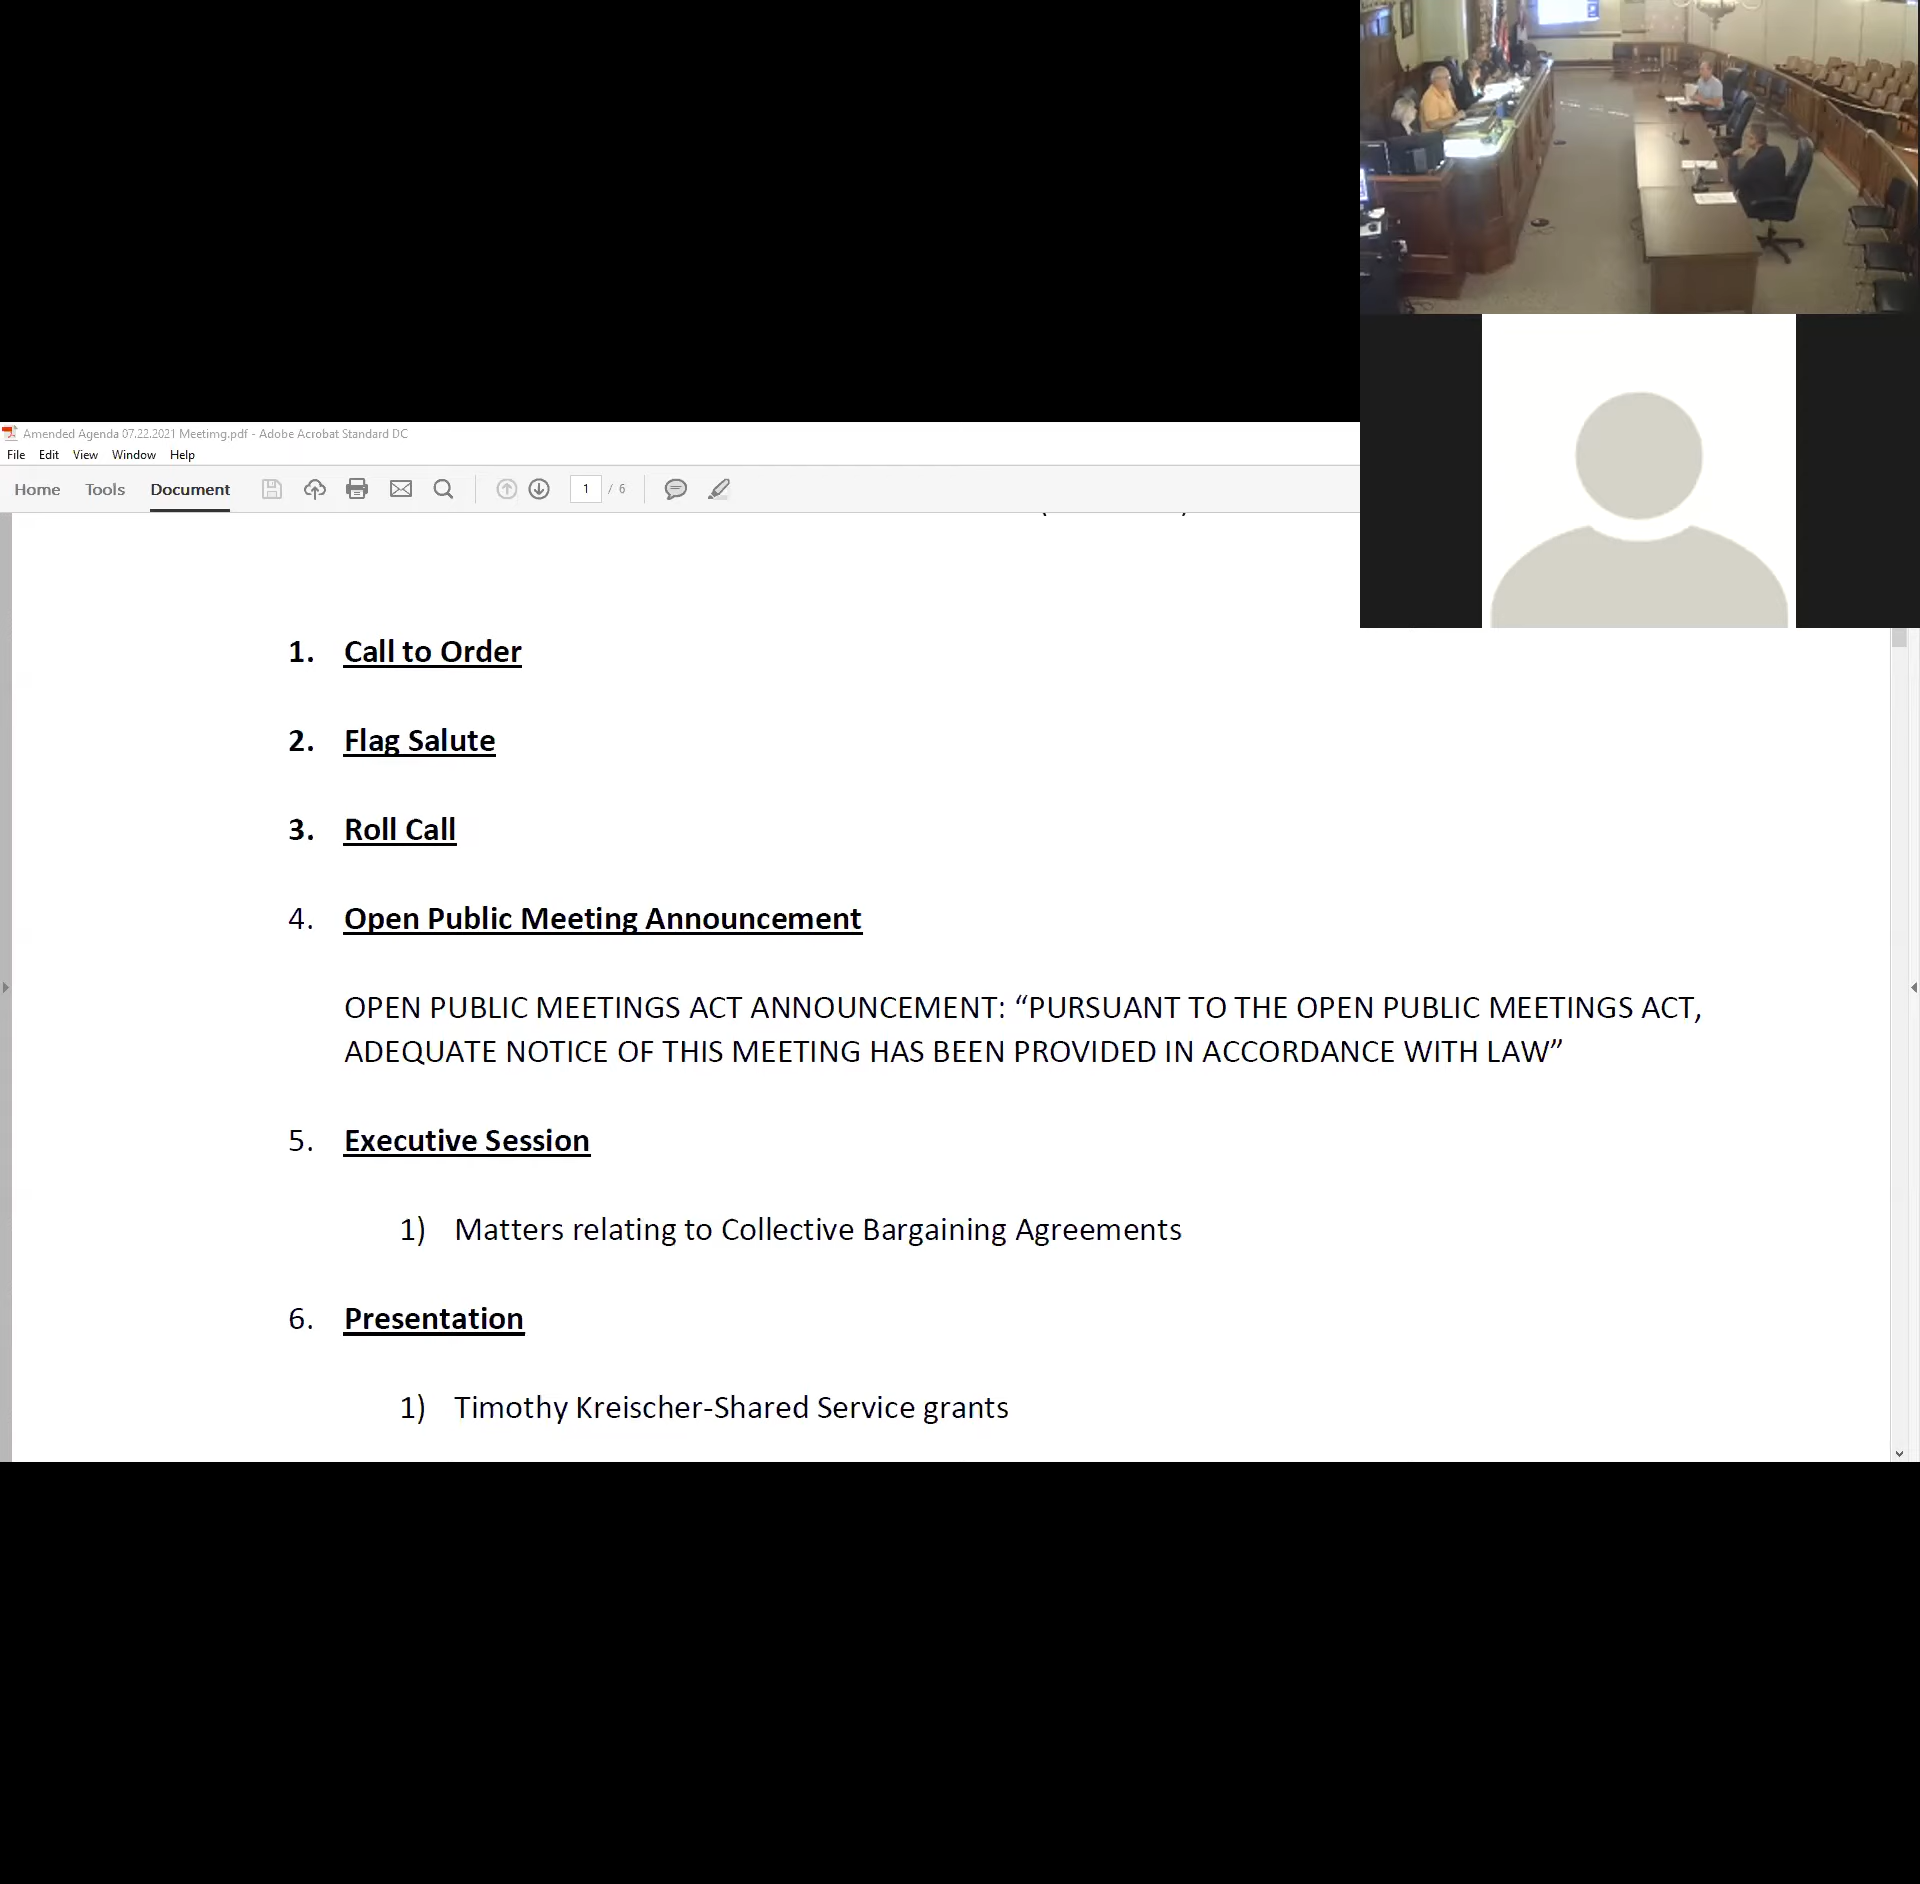 Amended Agenda 07.22.2021 Meetimg.pdf - Adobe Acrobat Standard DC
File Edit View Window Help
Home Tools Document 1 / 6
1. Call to Order
2. Flag Salute
3. Roll Call
4. Open Public Meeting Announcement
OPEN PUBLIC MEETINGS ACT ANNOUNCEMENT: “PURSUANT TO THE OPEN PUBLIC MEETINGS ACT,
ADEQUATE NOTICE OF THIS MEETING HAS BEEN PROVIDED IN ACCORDANCE WITH LAW”
5. Executive Session
1) Matters relating to Collective Bargaining Agreements
6. Presentation
1) Timothy Kreischer-Shared Service grants